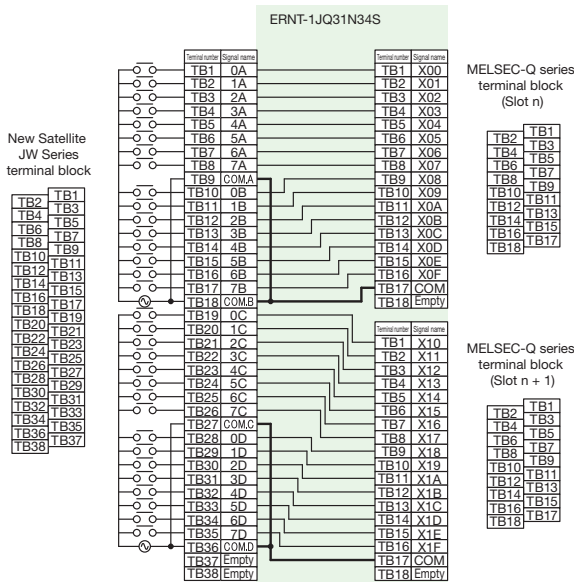 ERNT-1JQ31N34S
New Satellite
JW Series
terminal block
TB2 TB1
TB4 TB3
TB6 TB5
TB8 TB7
TB10 TB9
TB12 TB11
TB14 TB13
TB16 TB15
TB18 TB17
TB20 TB19
TB22 TB21
TB24 TB23
TB26 TB25
TB28 TB27
TB30 TB29
TB32 TB31
TB34 TB33
TB36 TB35
TB38 TB37
Terminal number Signal name
TB1 0A
TB2 1A
TB3 2A
TB4 3A
TB5 4A
TB6 5A
TB7 6A
TB8 7A
TB9 COM.A
TB10 0B
TB11 1B
TB12 2B
TB13 3B
TB14 4B
TB15 5B
TB16 6B
TB17 7B
TB18 COM.B
TB19 0C
TB20 1C
TB21 2C
TB22 3C
TB23 4C
TB24 5C
TB25 6C
TB26 7C
TB27 COM.C
TB28 0D
TB29 1D
TB30 2D
TB31 3D
TB32 4D
TB33 5D
TB34 6D
TB35 7D
TB36 COM.D
TB37 Empty
TB38 Empty
Terminal number Signal name
TB1 X00
TB2 X01
TB3 X02
TB4 X03
TB5 X04
TB6 X05
TB7 X06
TB8 X07
TB9 X08
TB10 X09
TB11 X0A
TB12 X0B
TB13 X0C
TB14 X0D
TB15 X0E
TB16 X0F
TB17 COM
TB18 Empty
Terminal number Signal name
TB1 X10
TB2 X11
TB3 X12
TB4 X13
TB5 X14
TB6 X15
TB7 X16
TB8 X17
TB9 X18
TB10 X19
TB11 X1A
TB12 X1B
TB13 X1C
TB14 X1D
TB15 X1E
TB16 X1F
TB17 COM
TB18 Empty
MELSEC-Q series
terminal block
(Slot n)
TB2 TB1
TB4 TB3
TB6 TB5
TB8 TB7
TB10 TB9
TB12 TB11
TB14 TB13
TB16 TB15
TB18 TB17
MELSEC-Q series
terminal block
(Slot n + 1)
TB2 TB1
TB4 TB3
TB6 TB5
TB8 TB7
TB10 TB9
TB12 TB11
TB14 TB13
TB16 TB15
TB18 TB17